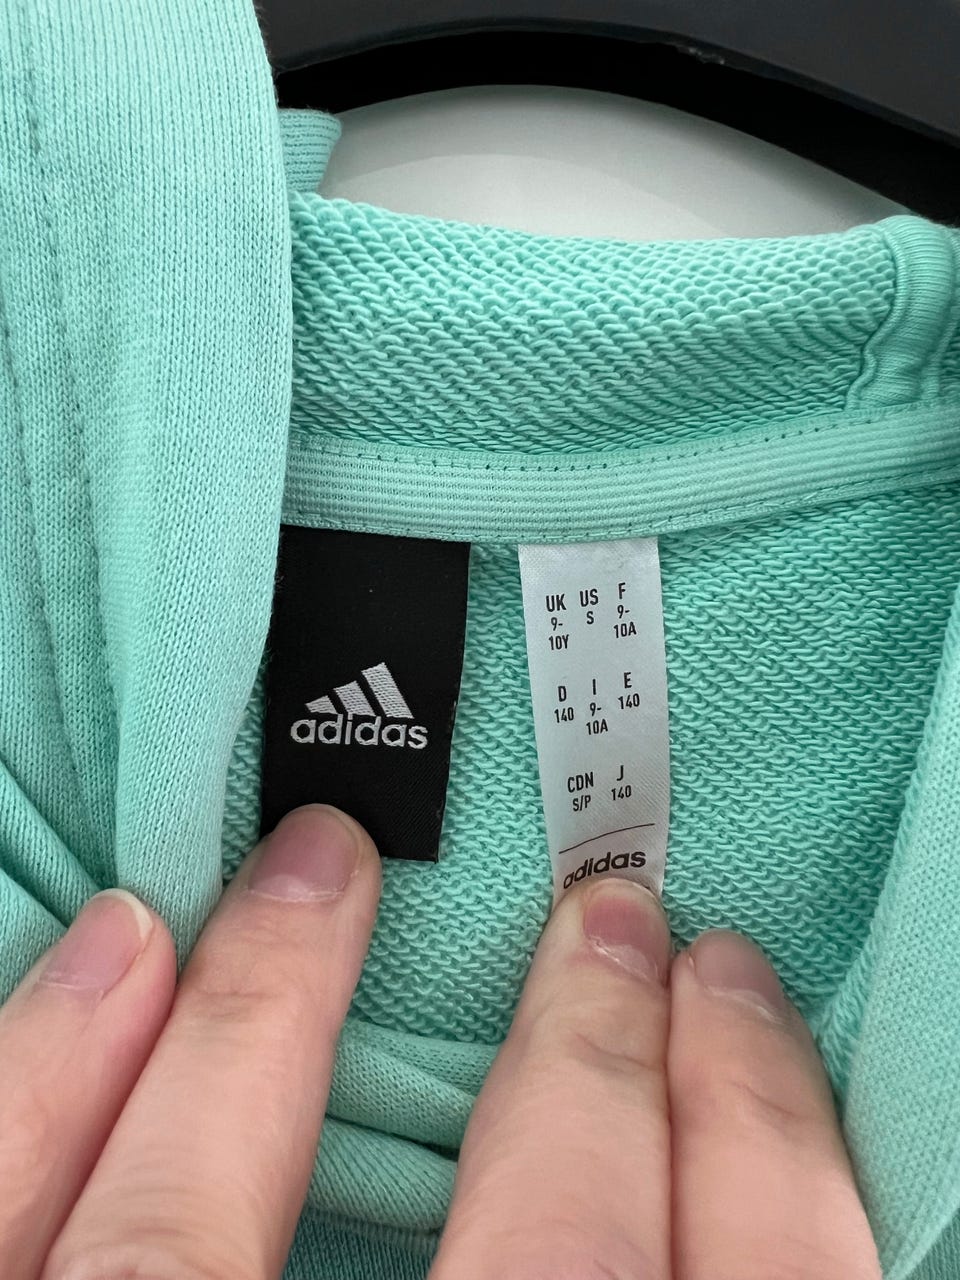 adidas
UK US F
9-10Y S 9-10A
D I E
140 9-10A 140
CDN J
S/P 140
adidas